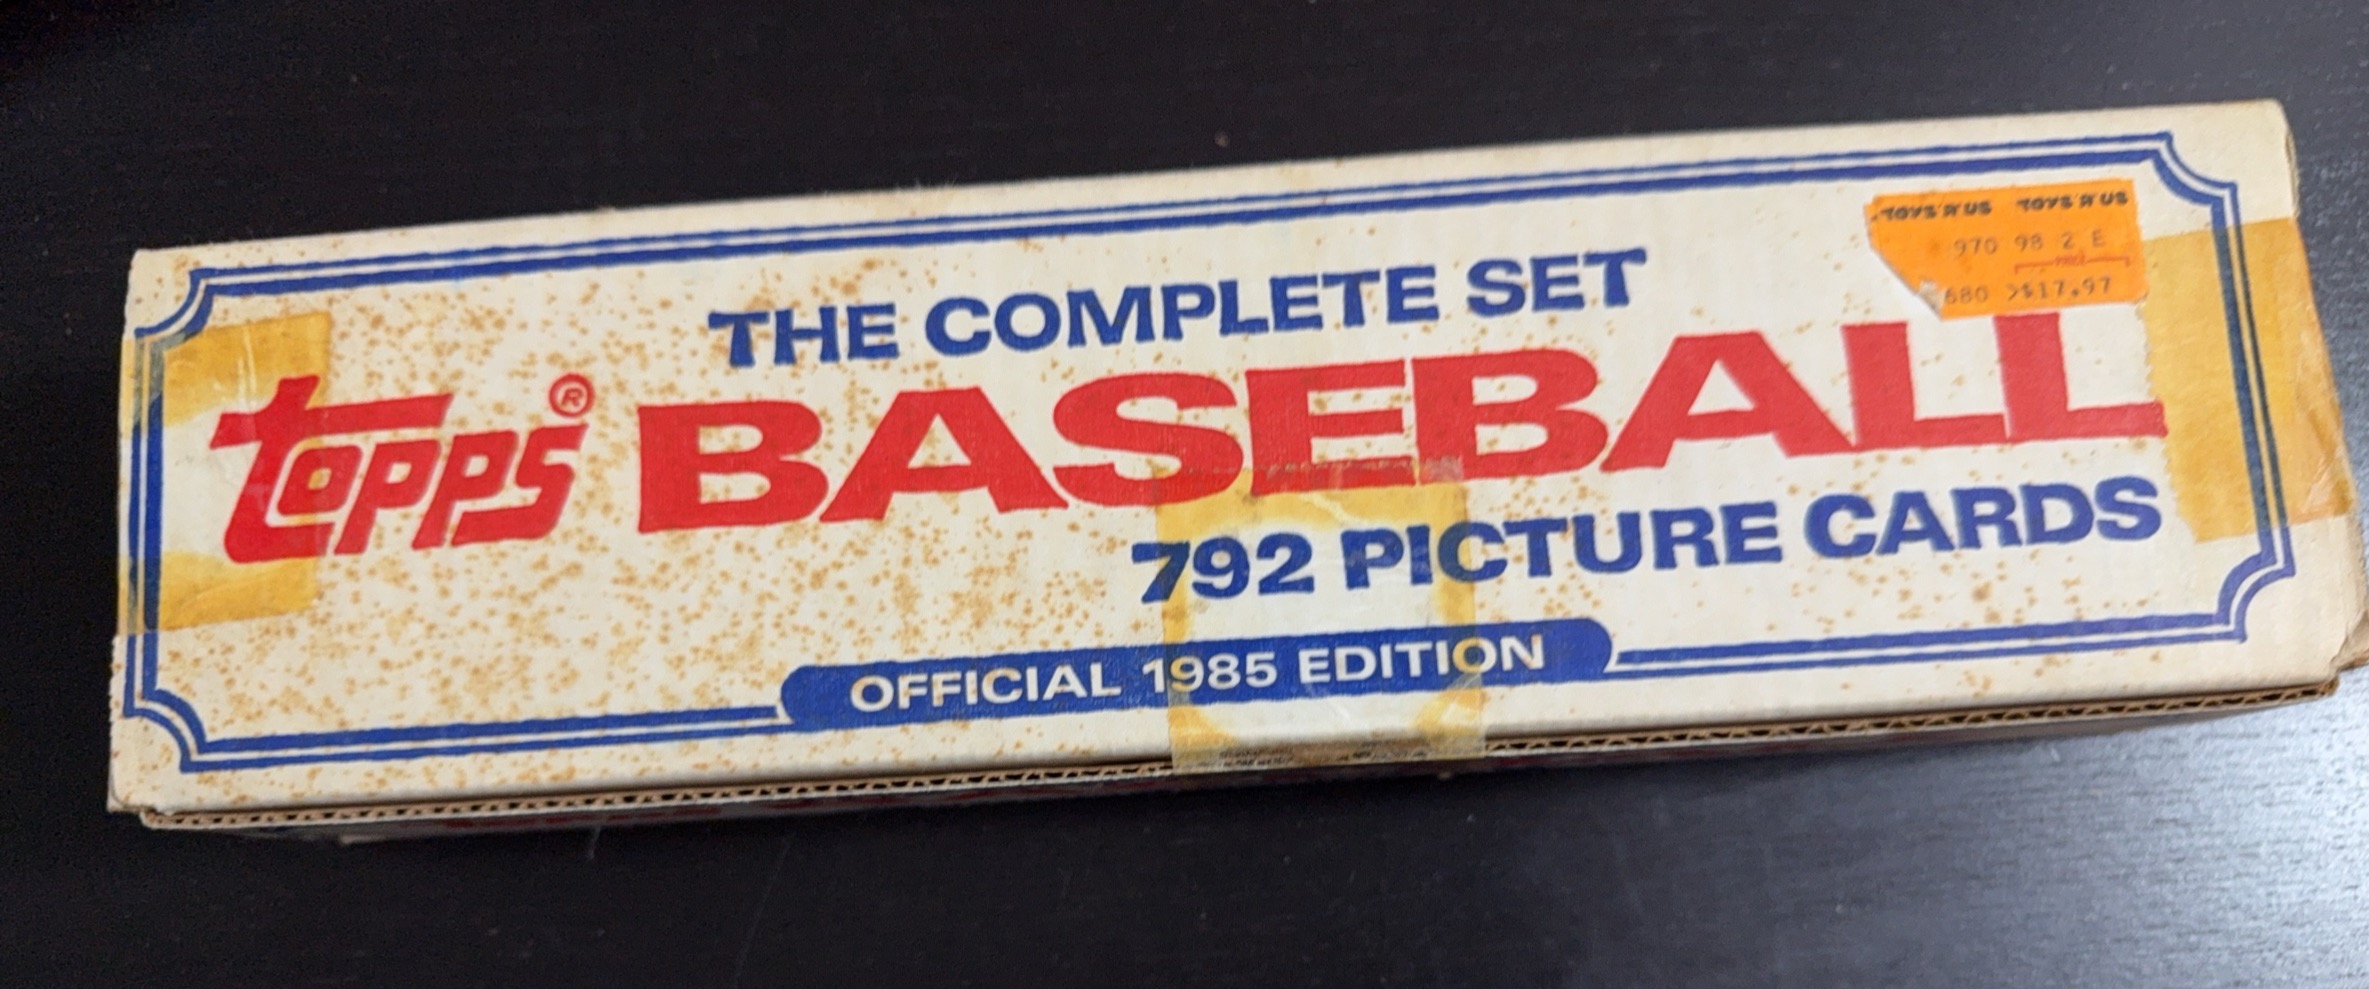 THE COMPLETE SET
topps® BASEBALL
792 PICTURE CARDS
OFFICIAL 1985 EDITION
TOYS"R"US TOYS"R"US
970 98 2 E
680 >$17.97